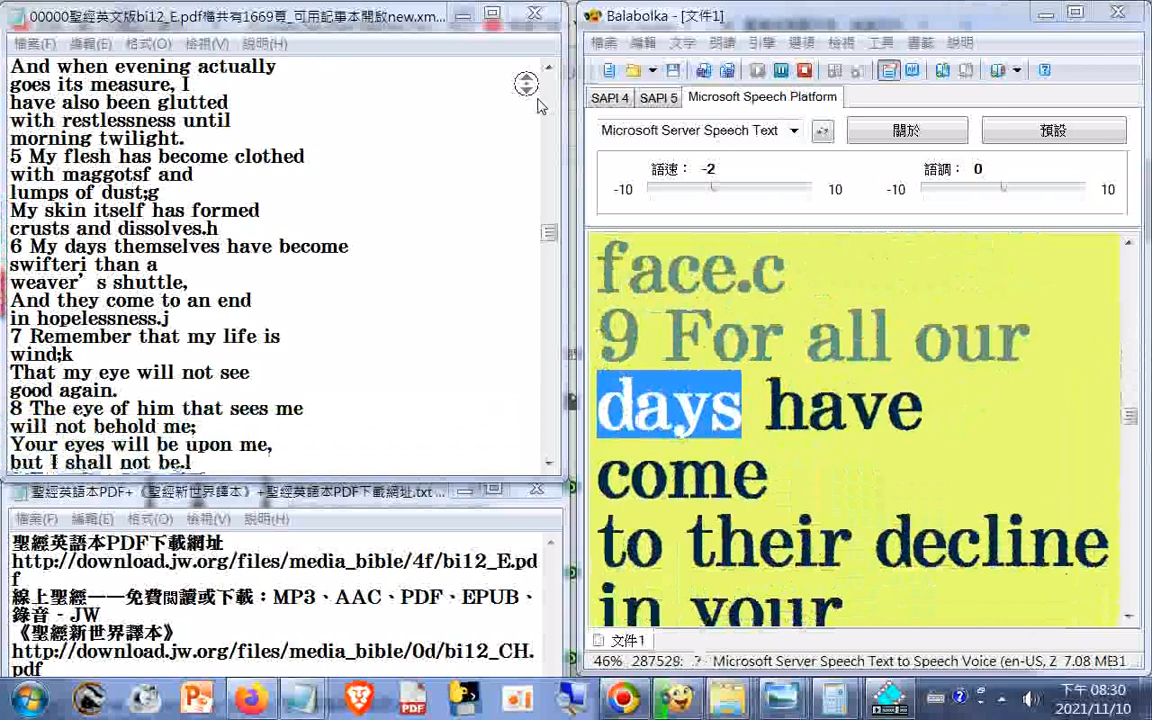 00000聖經英文版bi12_E.pdf檔共有1669頁_可用記事本開啟new.xm...
檔案(F) 編輯(E) 格式(O) 檢視(V) 說明(H)
And when evening actually
goes its measure, I
have also been glutted
with restlessness until
morning twilight.
5 My flesh has become clothed
with maggotsf and
lumps of dust;g
My skin itself has formed
crusts and dissolves.h
6 My days themselves have become
swifteri than a
weaver’s shuttle,
And they come to an end
in hopelessness.j
7 Remember that my life is
wind;k
That my eye will not see
good again.
8 The eye of him that sees me
will not behold me;
Your eyes will be upon me,
but I shall not be.l
聖經英語本PDF+《聖經新世界譯本》+聖經英語本PDF下載網址.txt ...
檔案(F) 編輯(E) 格式(O) 檢視(V) 說明(H)
聖經英語本PDF下載網址
http://download.jw.org/files/media_bible/4f/bi12_E.pd
f
線上聖經——免費閱讀或下載：MP3、AAC、PDF、EPUB、
錄音 - JW
《聖經新世界譯本》
http://download.jw.org/files/media_bible/0d/bi12_CH.
pdf
Balabolka - [文件1]
檔案 編輯 文字 朗讀 引擎 選項 檢視 工具 書籤 說明
SAPI 4 SAPI 5 Microsoft Speech Platform
Microsoft Server Speech Text 關於 預設
語速： -2 語調： 0
-10 10 -10 10
face.c
9 For all our
days have
come
to their decline
in your
文件1
46% 287528: ? Microsoft Server Speech Text to Speech Voice (en-US, Z 7.08 MB1
下午 08:30
2021/11/10